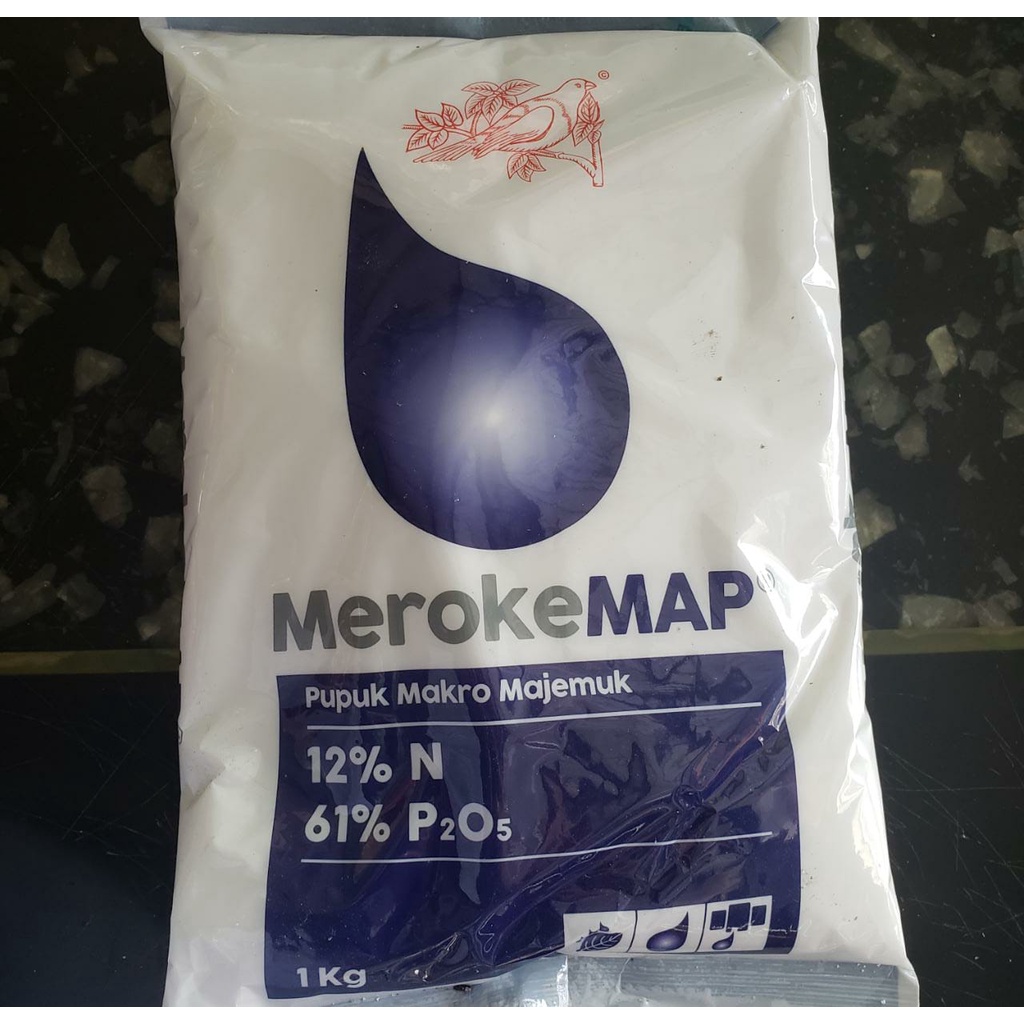 ©
MerokeMAP®
Pupuk Makro Majemuk
12% N
61% P₂O₅
1 Kg